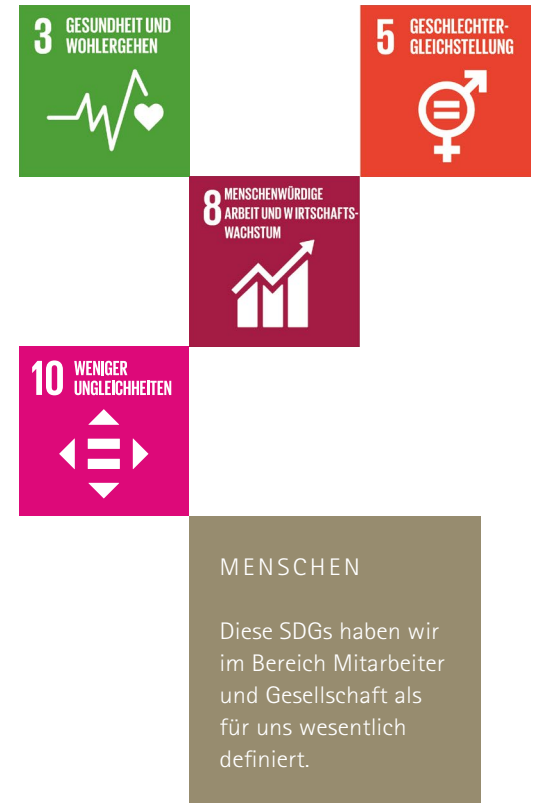 3 GESUNDHEIT UND
WOHLERGEHEN
5 GESCHLECHTER-
GLEICHSTELLUNG
8 MENSCHENWÜRDIGE
ARBEIT UND WIRTSCHAFTS-
WACHSTUM
10 WENIGER
UNGLEICHHEITEN
MENSCHEN
Diese SDGs haben wir
im Bereich Mitarbeiter
und Gesellschaft als
für uns wesentlich
definiert.